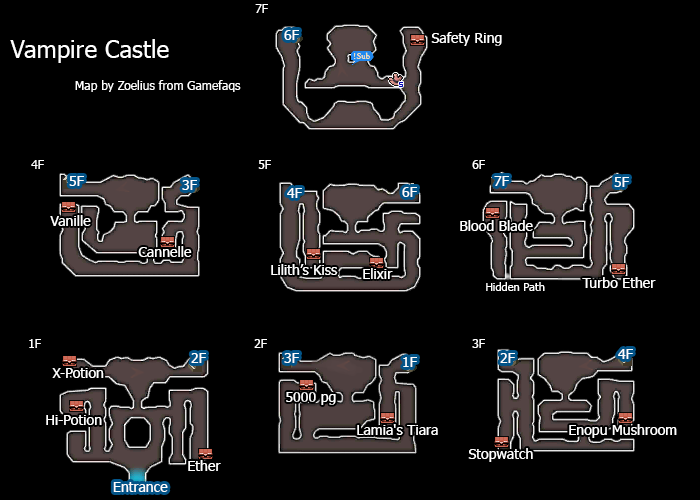 7F
6F
Safety Ring
Vampire Castle
!Sub
S
Map by Zoelius from Gamefaqs
4F
5F
6F
5F
3F
4F
6F
7F
5F
Vanille
Cannelle
Lilith's Kiss
Elixir
Blood Blade
Hidden Path
Turbo Ether
1F
2F
3F
2F
3F
1F
2F
4F
X-Potion
5000 pg
Hi-Potion
Lamia's Tiara
Enopu Mushroom
Ether
Stopwatch
Entrance